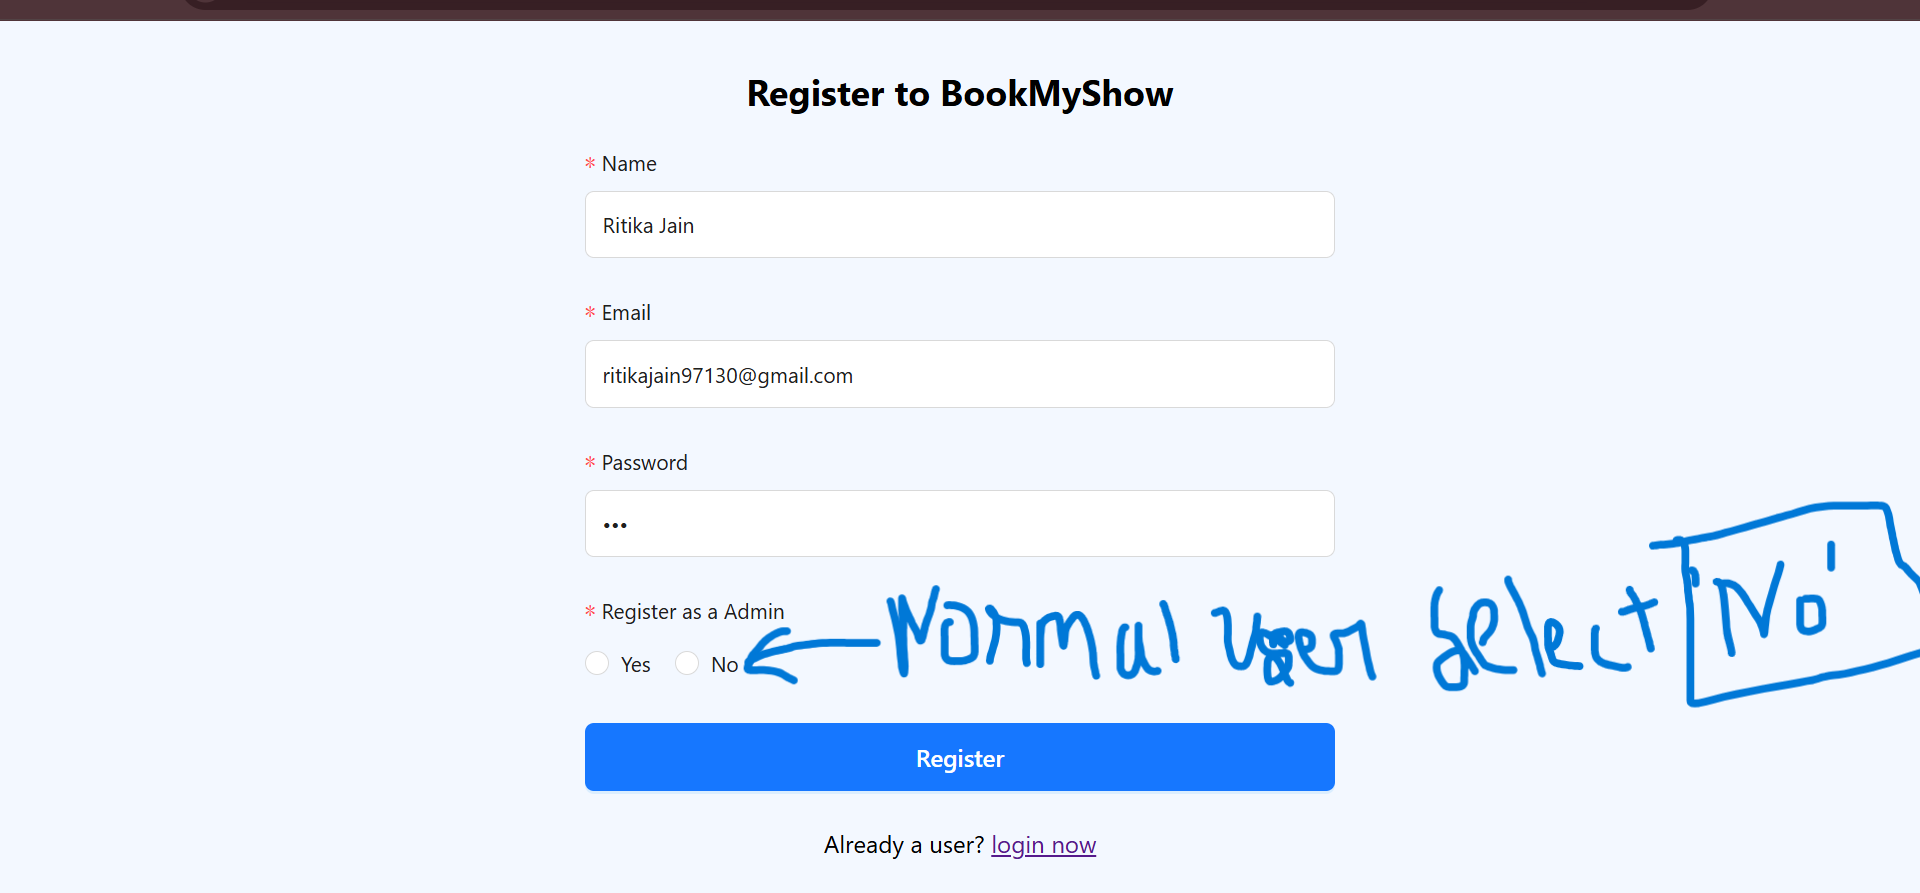 Register to BookMyShow
* Name
Ritika Jain
* Email
ritikajain97130@gmail.com
* Password
•••
* Register as a Admin
Yes No Normal User Select 'No'
Register
Already a user? login now